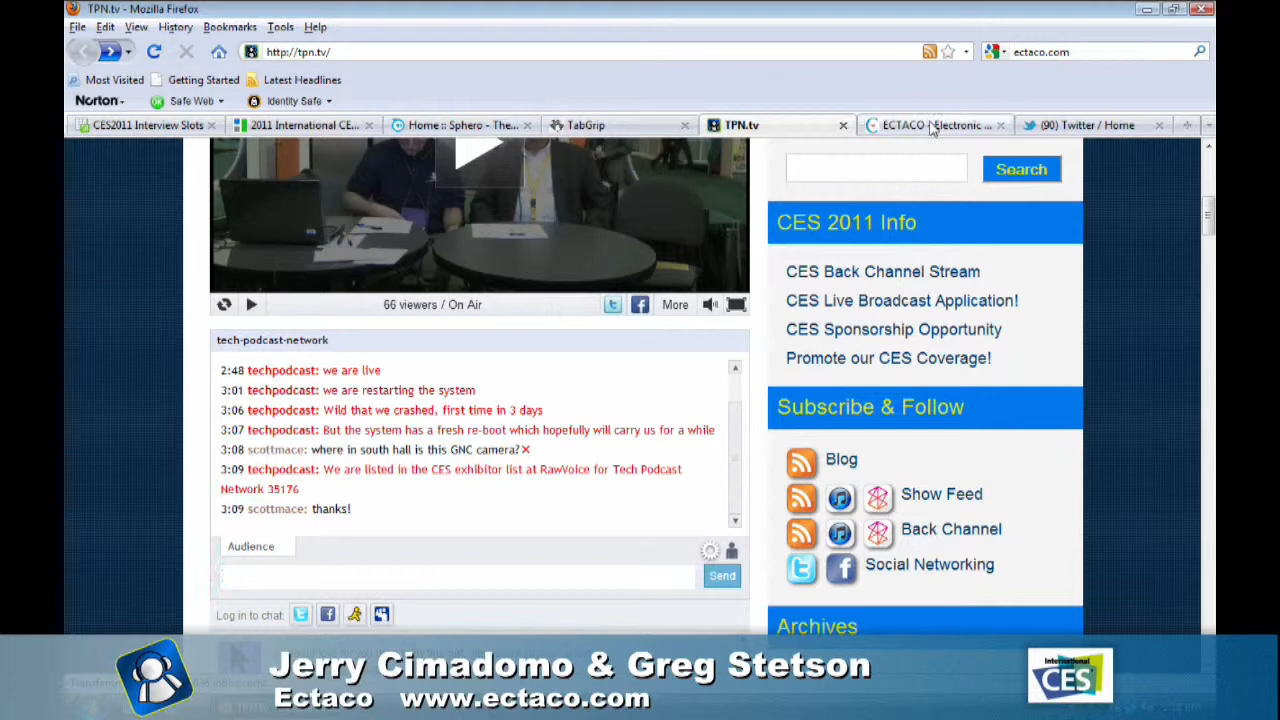 TPN.tv - Mozilla Firefox
File Edit View History Bookmarks Tools Help
http://tpn.tv/
ectaco.com
Most Visited Getting Started Latest Headlines
Norton Safe Web Identity Safe
CES2011 Interview Slots
2011 International CE...
Home :: Sphero - The...
TabGrip
TPN.tv
ECTACO - Electronic ...
(90) Twitter / Home
Search
CES 2011 Info
CES Back Channel Stream
CES Live Broadcast Application!
CES Sponsorship Opportunity
Promote our CES Coverage!
66 viewers / On Air
More
tech-podcast-network
2:48 techpodcast: we are live
3:01 techpodcast: we are restarting the system
3:06 techpodcast: Wild that we crashed, first time in 3 days
3:07 techpodcast: But the system has a fresh re-boot which hopefully will carry us for a while
3:08 scottmace: where in south hall is this GNC camera?
3:09 techpodcast: We are listed in the CES exhibitor list at RawVoice for Tech Podcast
Network 35176
3:09 scottmace: thanks!
Audience
Send
Log in to chat:
Subscribe & Follow
Blog
Show Feed
Back Channel
Social Networking
Archives
Jerry Cimadomo & Greg Stetson
Ectaco www.ectaco.com
International
CES